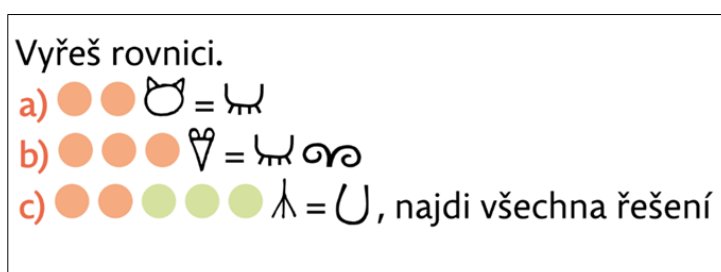 Vyřeš rovnici.
a) =
b) =
c) = , najdi všechna řešení